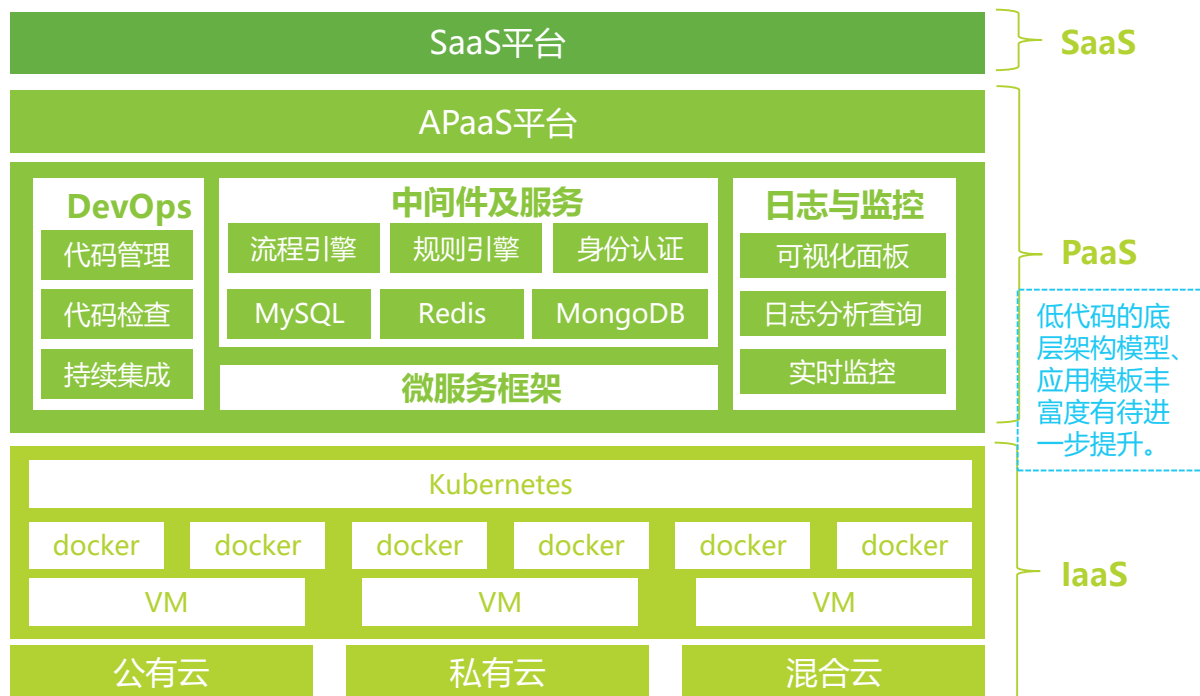 SaaS平台
SaaS
APaaS平台
DevOps
代码管理
代码检查
持续集成
中间件及服务
流程引擎 规则引擎 身份认证
MySQL Redis MongoDB
微服务框架
日志与监控
可视化面板
日志分析查询
实时监控
PaaS
低代码的底
层架构模型、
应用模板丰
富度有待进
一步提升。
Kubernetes
docker docker docker docker docker docker
VM VM VM
IaaS
公有云 私有云 混合云